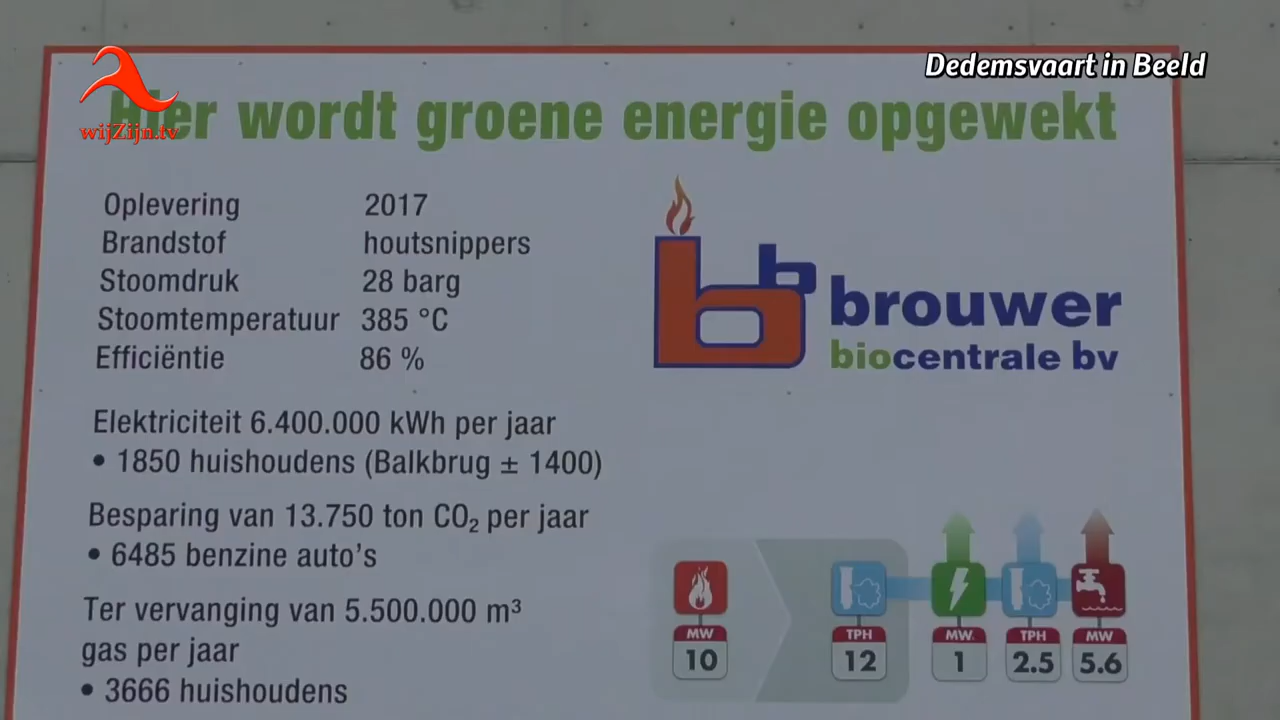 Dedemsvaart in Beeld
wijZijn.tv
Hier wordt groene energie opgewekt
Oplevering 2017
Brandstof houtsnippers
Stoomdruk 28 barg
Stoomtemperatuur 385 °C
Efficiëntie 86 %
bb
brouwer
biocentrale bv
Elektriciteit 6.400.000 kWh per jaar
• 1850 huishoudens (Balkbrug ± 1400)
Besparing van 13.750 ton CO₂ per jaar
• 6485 benzine auto's
Ter vervanging van 5.500.000 m³
gas per jaar
• 3666 huishoudens
MW TPH MW TPH MW
10 12 1 2.5 5.6